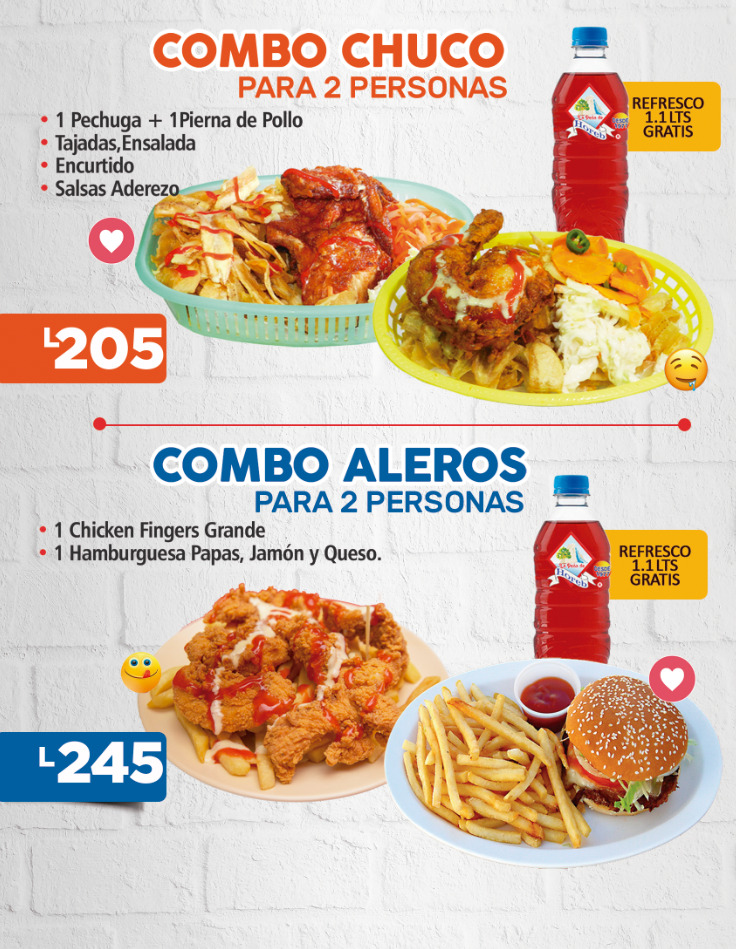 COMBO CHUCO
PARA 2 PERSONAS
• 1 Pechuga + 1Pierna de Pollo
• Tajadas,Ensalada
• Encurtido
• Salsas Aderezo
REFRESCO
1.1 LTS
GRATIS
Horeb
L205
COMBO ALEROS
PARA 2 PERSONAS
• 1 Chicken Fingers Grande
• 1 Hamburguesa Papas, Jamón y Queso.
REFRESCO
1.1 LTS
GRATIS
Horeb
L245